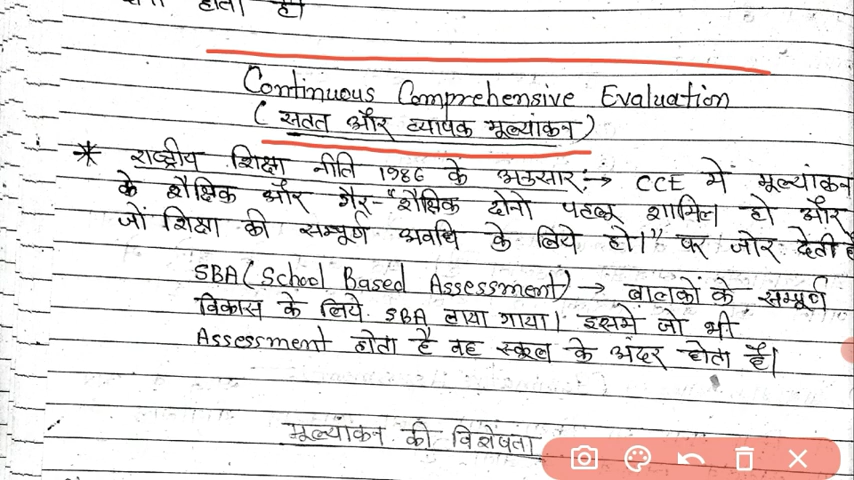 होता है।
Continuous Comprehensive Evaluation
( सतत और व्यापक मूल्यांकन )
* राष्ट्रीय शिक्षा नीति 1986 के अनुसार :→ CCE में मूल्यांकन
के शैक्षिक और गैर-"शैक्षिक दोनो पहलू शामिल हो और
जो शिक्षा की सम्पूर्ण अवधि के लिये हो।" पर जोर देती है
SBA ( School Based Assessment ) → बालकों के सम्पूर्ण
विकास के लिये SBA लाया गाया। इसमें जो भी
Assessment होता है वह स्कूल के अंदर होता है।
मूल्यांकन की विशेषता